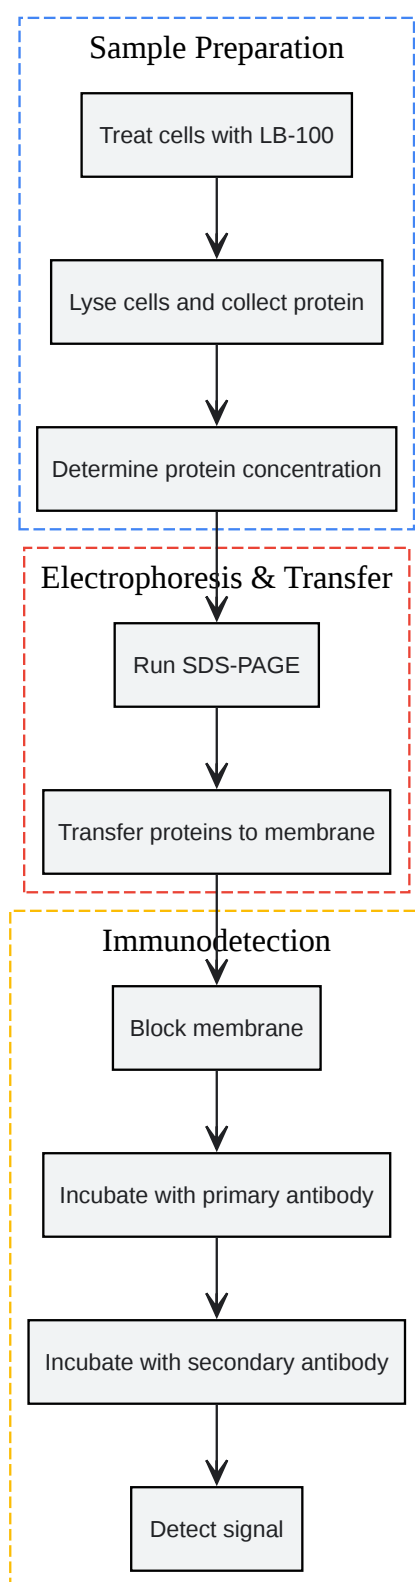 Sample Preparation
Treat cells with LB-100
Lyse cells and collect protein
Determine protein concentration
Electrophoresis & Transfer
Run SDS-PAGE
Transfer proteins to membrane
Immunodetection
Block membrane
Incubate with primary antibody
Incubate with secondary antibody
Detect signal